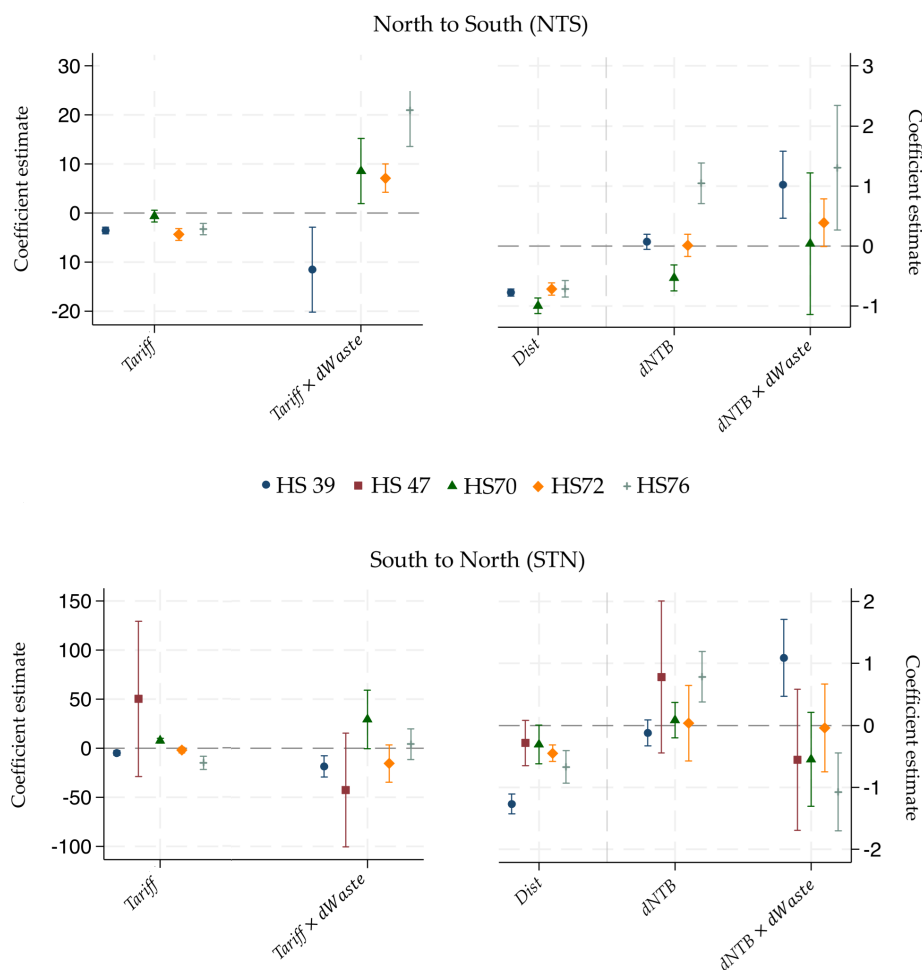 North to South (NTS)
Coefficient estimate
30
20
10
0
10
-20
Tariff
Tariff × dWaste
3
2
1
0
-1
Coefficient estimate
Dist
dNTB
dNTB × dWaste
HS 39 HS 47 HS70 HS72 HS76
South to North (STN)
Coefficient estimate
150
100
50
0
-50
-100
Tariff
Tariff × dWaste
2
1
0
-1
-2
Coefficient estimate
Dist
dNTB
dNTB × dWaste